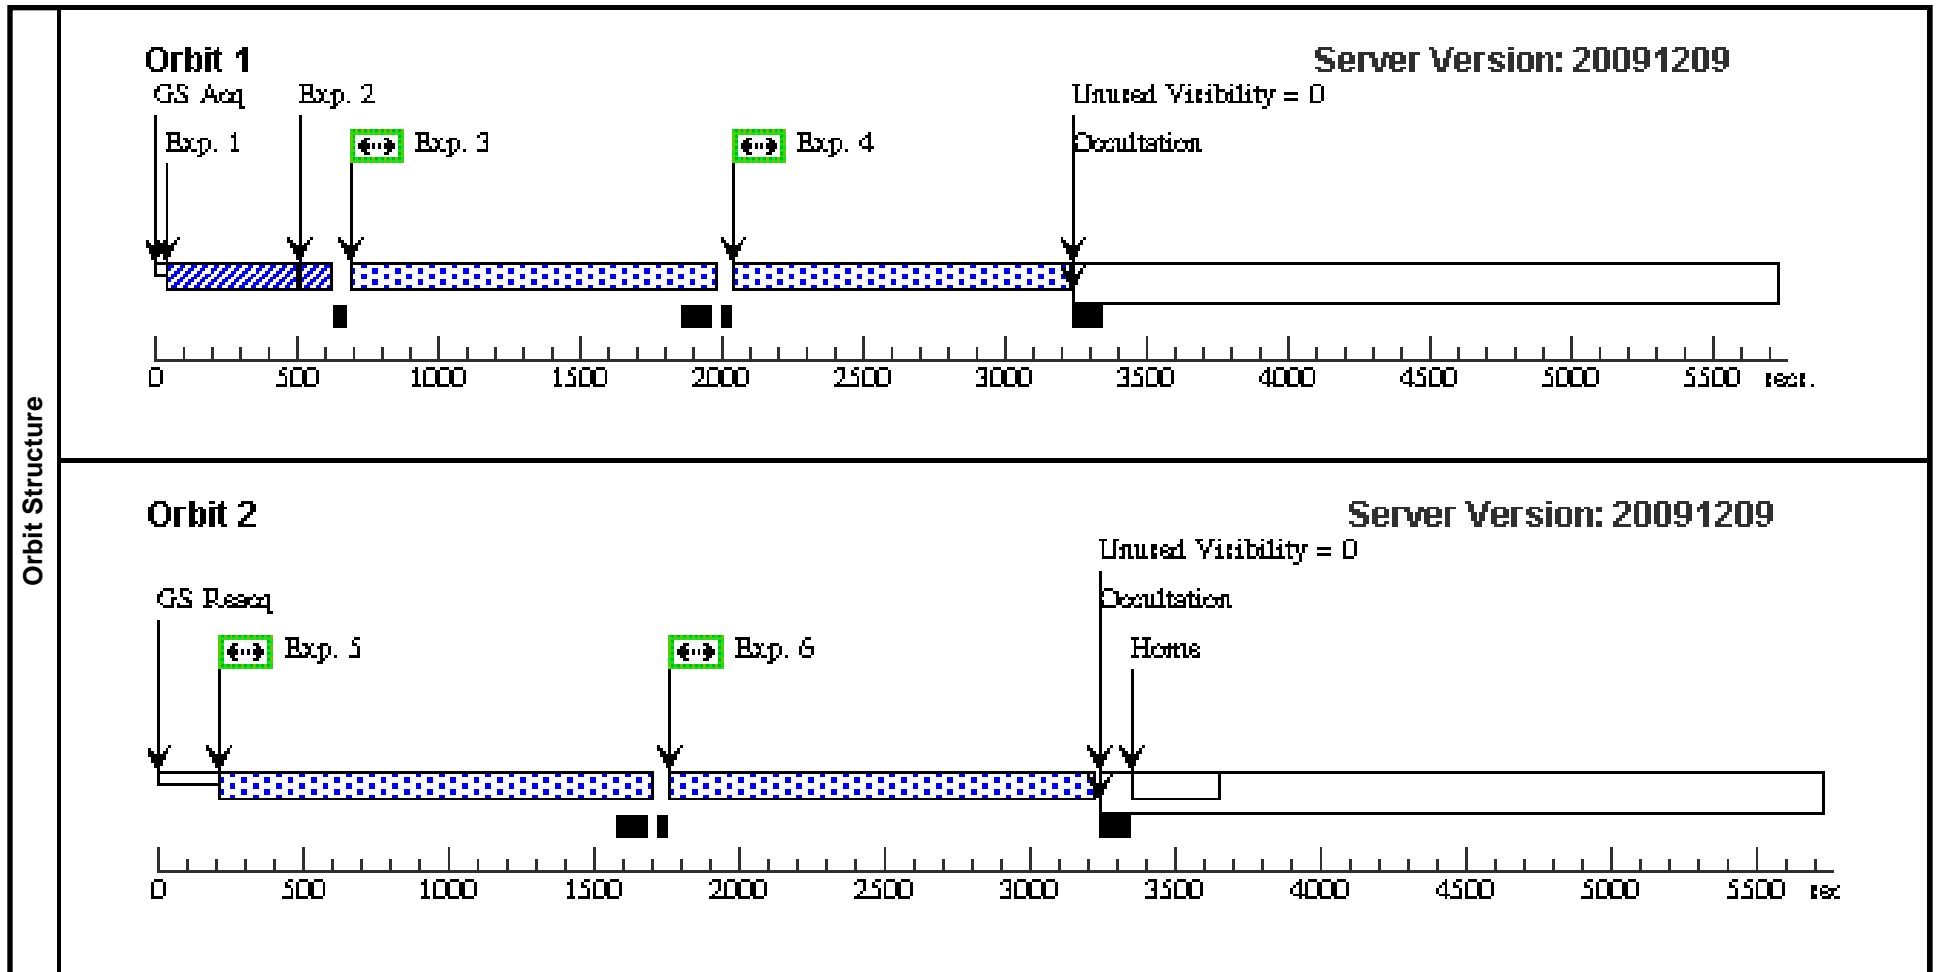 Orbit Structure
Orbit 1
Server Version: 20091209
GS Acq
Exp. 2
Unused Visibility = 0
Exp. 1
Exp. 3
Exp. 4
Occultation
0 500 1000 1500 2000 2500 3000 3500 4000 4500 5000 5500 secs.
Orbit 2
Server Version: 20091209
Unused Visibility = 0
GS Reacq
Occultation
Exp. 5
Exp. 6
Home
0 500 1000 1500 2000 2500 3000 3500 4000 4500 5000 5500 sec